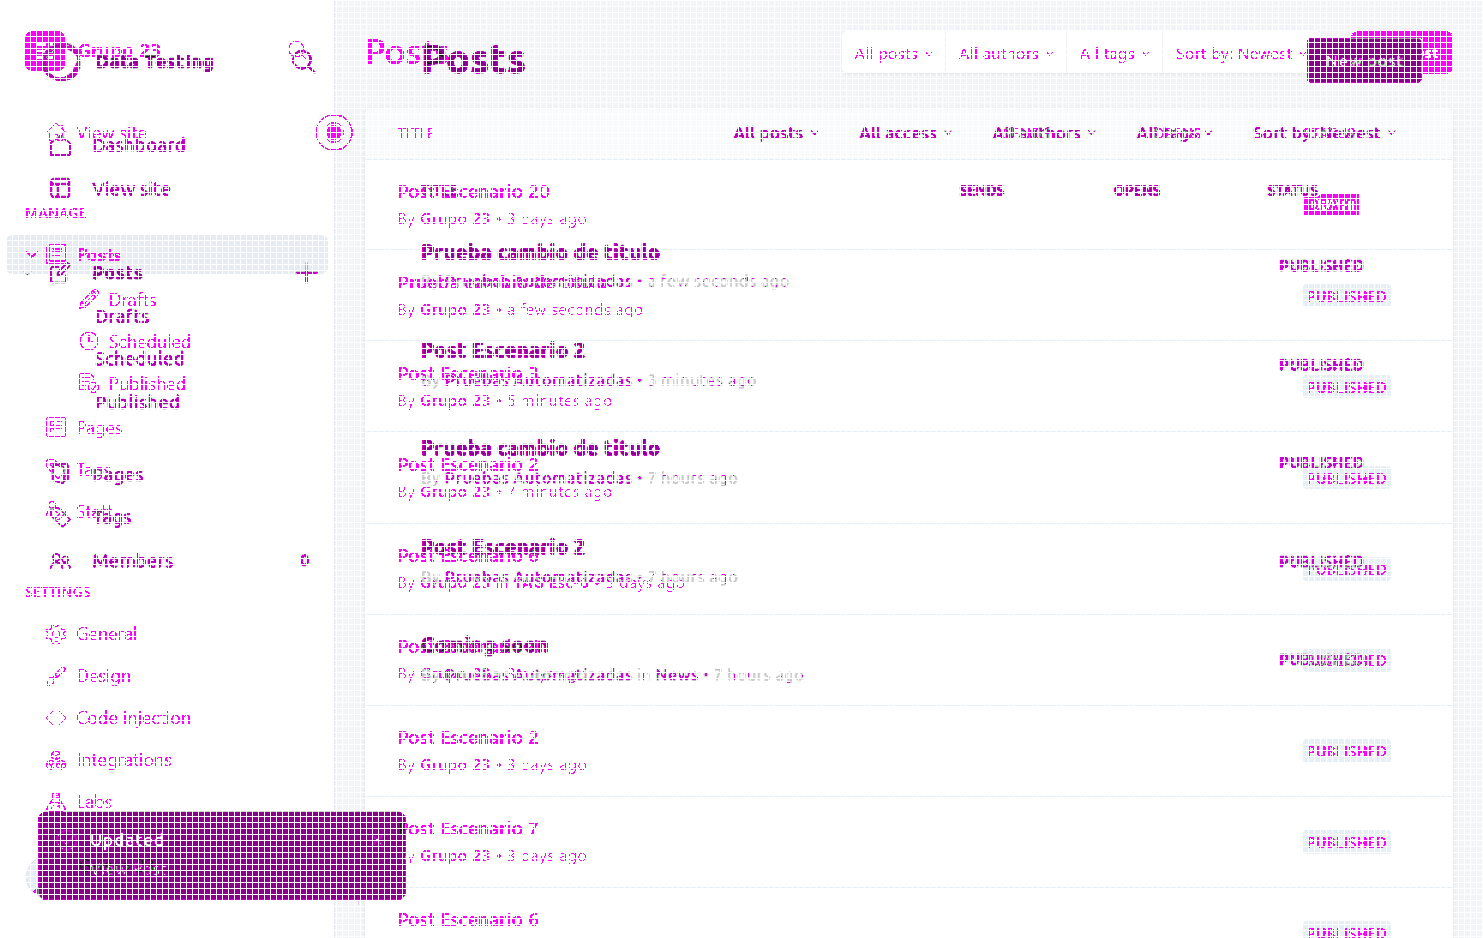 Grupo 23
Data Testing
Posts
Posts
All posts
All authors
All tags
Sort by: Newest
New post
View site
Dashboard
TITLE
All posts
All access
All authors
Sort by: Newest
View site
MANAGE
Post Escenario 20
SENDS
OPENS
STATUS
By Grupo 23 • 3 days ago
Posts
Posts
Prueba cambio de titulo
PUBLISHED
By Pruebas Automatizadas • a few seconds ago
PUBLISHED
Drafts
By Grupo 23 • a few seconds ago
Drafts
Scheduled
Post Escenario 2
Scheduled
PUBLISHED
Post Escenario 3
By Pruebas Automatizadas • 3 minutes ago
Published
PUBLISHED
Published
By Grupo 23 • 5 minutes ago
Pages
Prueba cambio de titulo
Tags
Pages
Post Escenario 2
PUBLISHED
By Pruebas Automatizadas • 7 hours ago
PUBLISHED
By Grupo 23 • 7 minutes ago
Staff
Tags
Members
0
Post Escenario 2
Post Escenario 6
PUBLISHED
PUBLISHED
By Pruebas Automatizadas • 7 hours ago
SETTINGS
General
Coming soon
PUBLISHED
Design
By Pruebas Automatizadas in News • 7 hours ago
Code injection
Post Escenario 2
PUBLISHED
Integrations
By Grupo 23 • 3 days ago
Labs
Updated
View Post
Post Escenario 7
PUBLISHED
By Grupo 23 • 3 days ago
Post Escenario 6
PUBLISHED